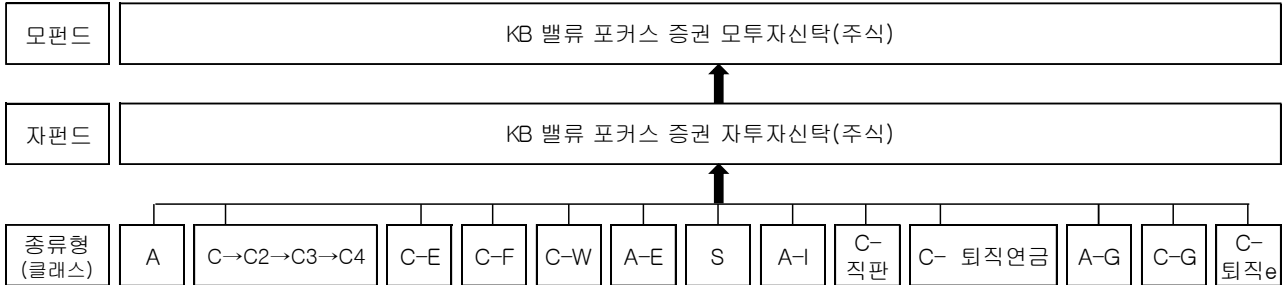 모펀드
KB 밸류 포커스 증권 모투자신탁(주식)
자펀드
KB 밸류 포커스 증권 자투자신탁(주식)
종류형
(클래스)
A
C→C2→C3→C4
C-E
C-F
C-W
A-E
S
A-I
C-
직판
C- 퇴직연금
A-G
C-G
C-
퇴직e